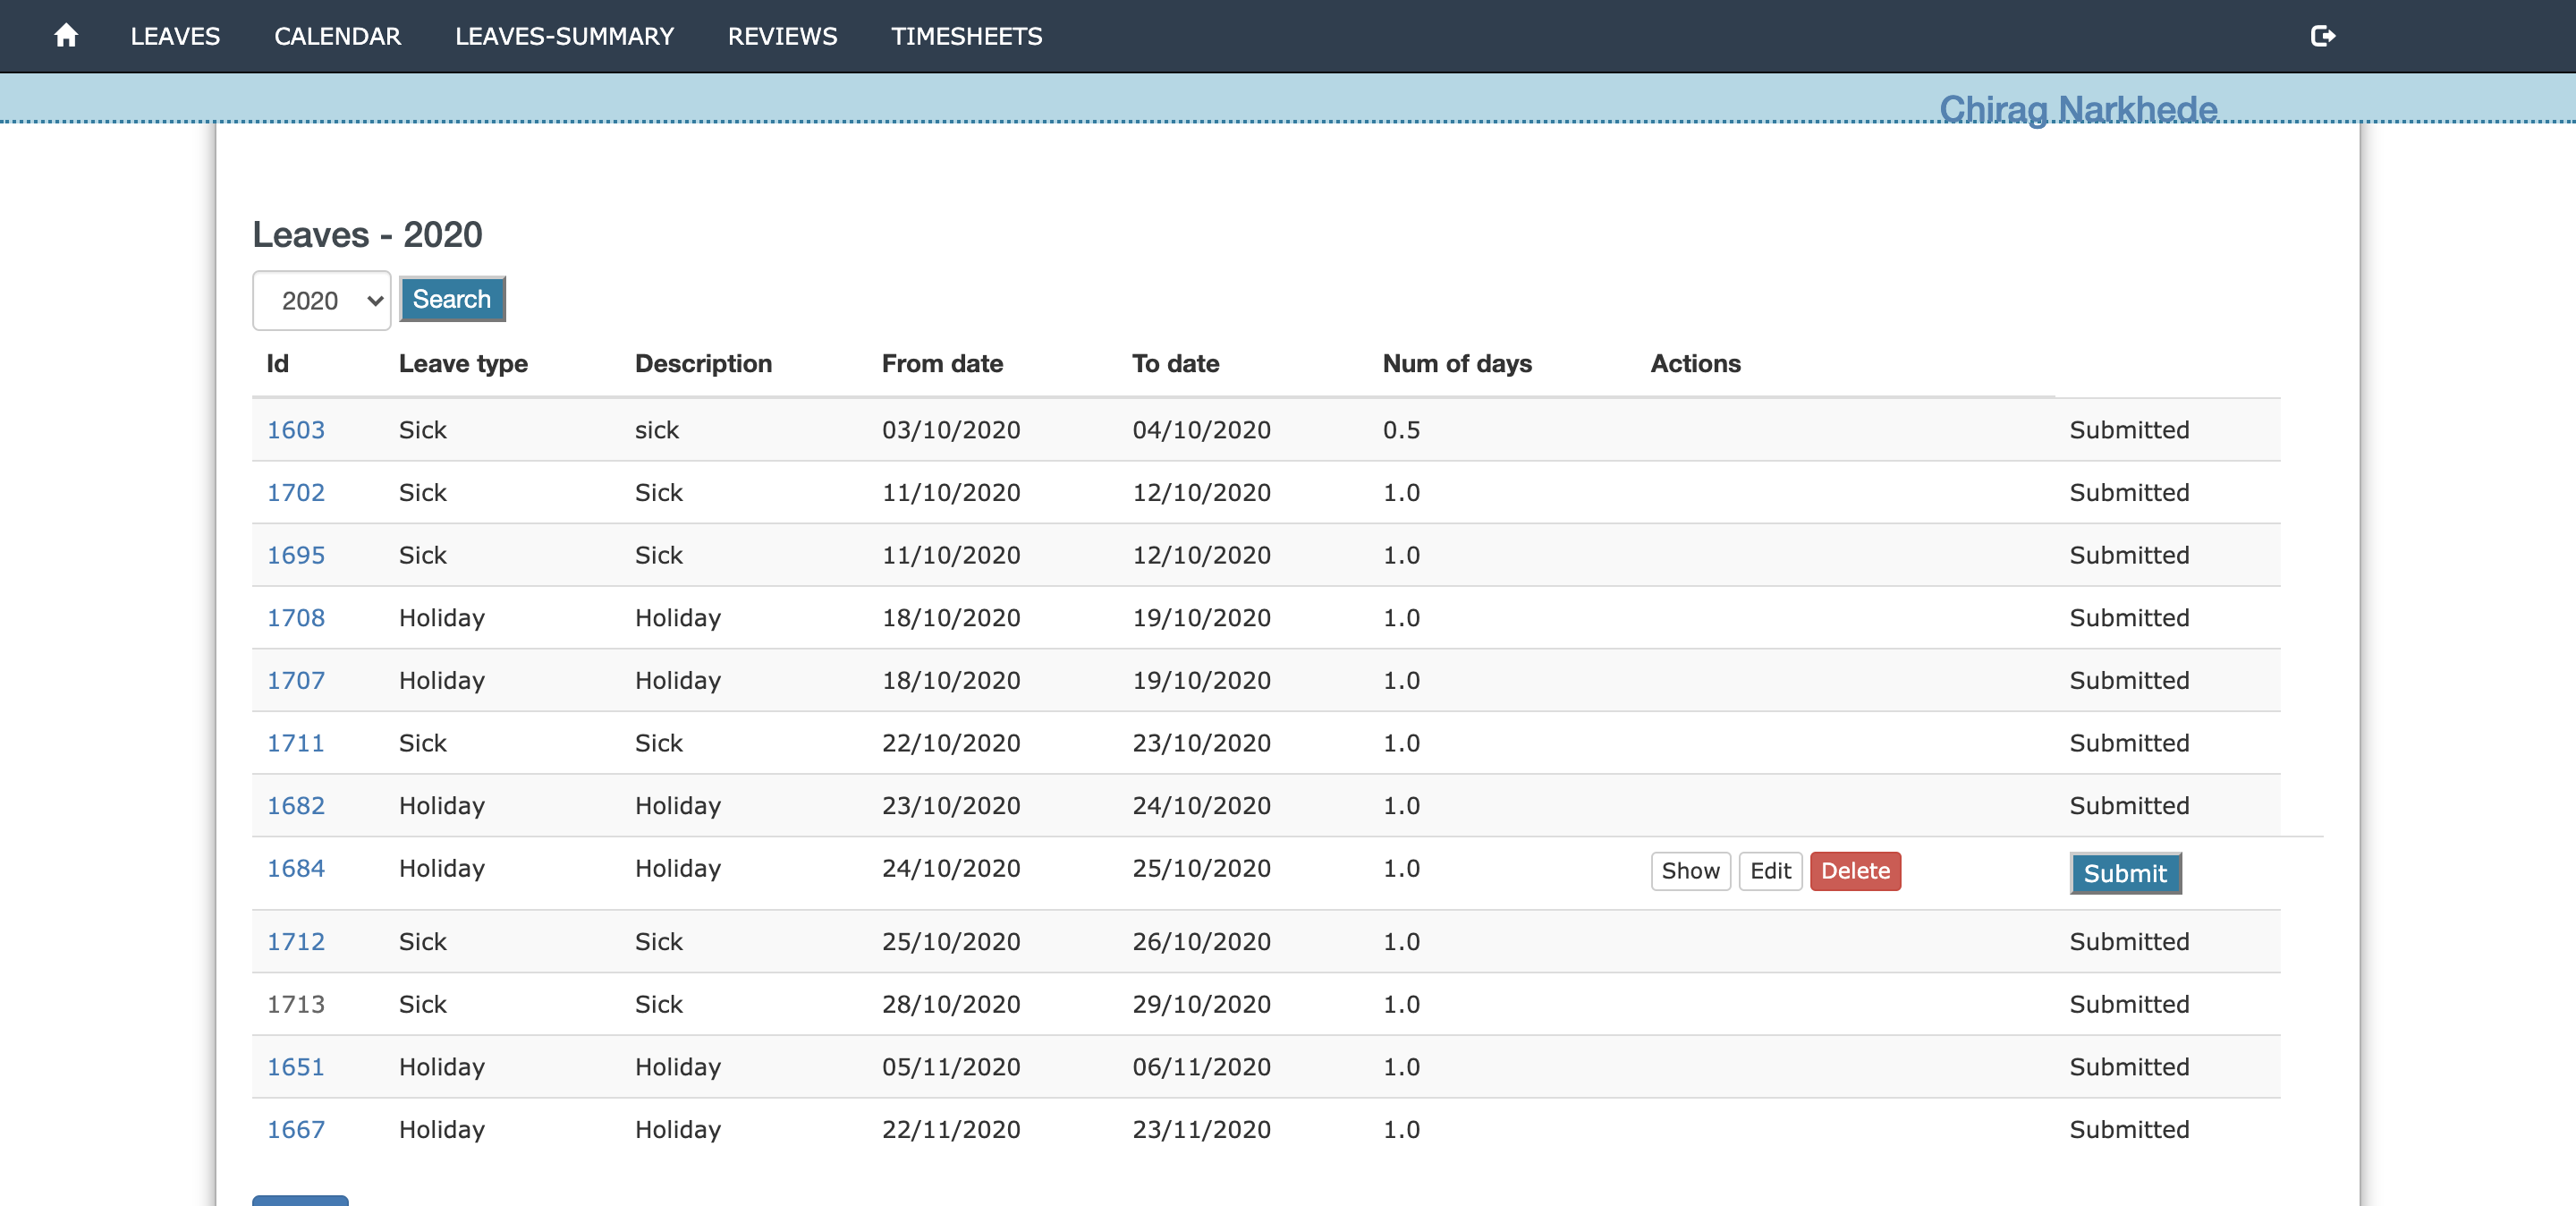 LEAVES CALENDAR LEAVES-SUMMARY REVIEWS TIMESHEETS
Chirag Narkhede
Leaves - 2020
2020 Search
Id Leave type Description From date To date Num of days Actions
1603 Sick sick 03/10/2020 04/10/2020 0.5 Submitted
1702 Sick Sick 11/10/2020 12/10/2020 1.0 Submitted
1695 Sick Sick 11/10/2020 12/10/2020 1.0 Submitted
1708 Holiday Holiday 18/10/2020 19/10/2020 1.0 Submitted
1707 Holiday Holiday 18/10/2020 19/10/2020 1.0 Submitted
1711 Sick Sick 22/10/2020 23/10/2020 1.0 Submitted
1682 Holiday Holiday 23/10/2020 24/10/2020 1.0 Submitted
1684 Holiday Holiday 24/10/2020 25/10/2020 1.0 Show Edit Delete Submit
1712 Sick Sick 25/10/2020 26/10/2020 1.0 Submitted
1713 Sick Sick 28/10/2020 29/10/2020 1.0 Submitted
1651 Holiday Holiday 05/11/2020 06/11/2020 1.0 Submitted
1667 Holiday Holiday 22/11/2020 23/11/2020 1.0 Submitted